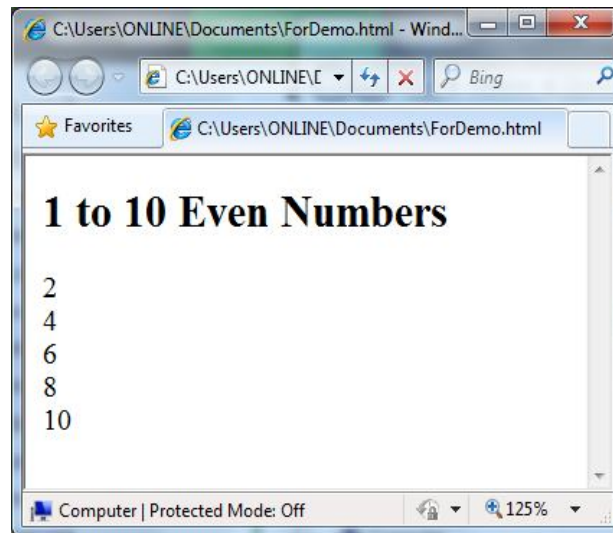 C:\Users\ONLINE\Documents\ForDemo.html - Wind...
C:\Users\ONLINE\D
Bing
Favorites
C:\Users\ONLINE\Documents\ForDemo.html
1 to 10 Even Numbers
2
4
6
8
10
Computer | Protected Mode: Off
125%